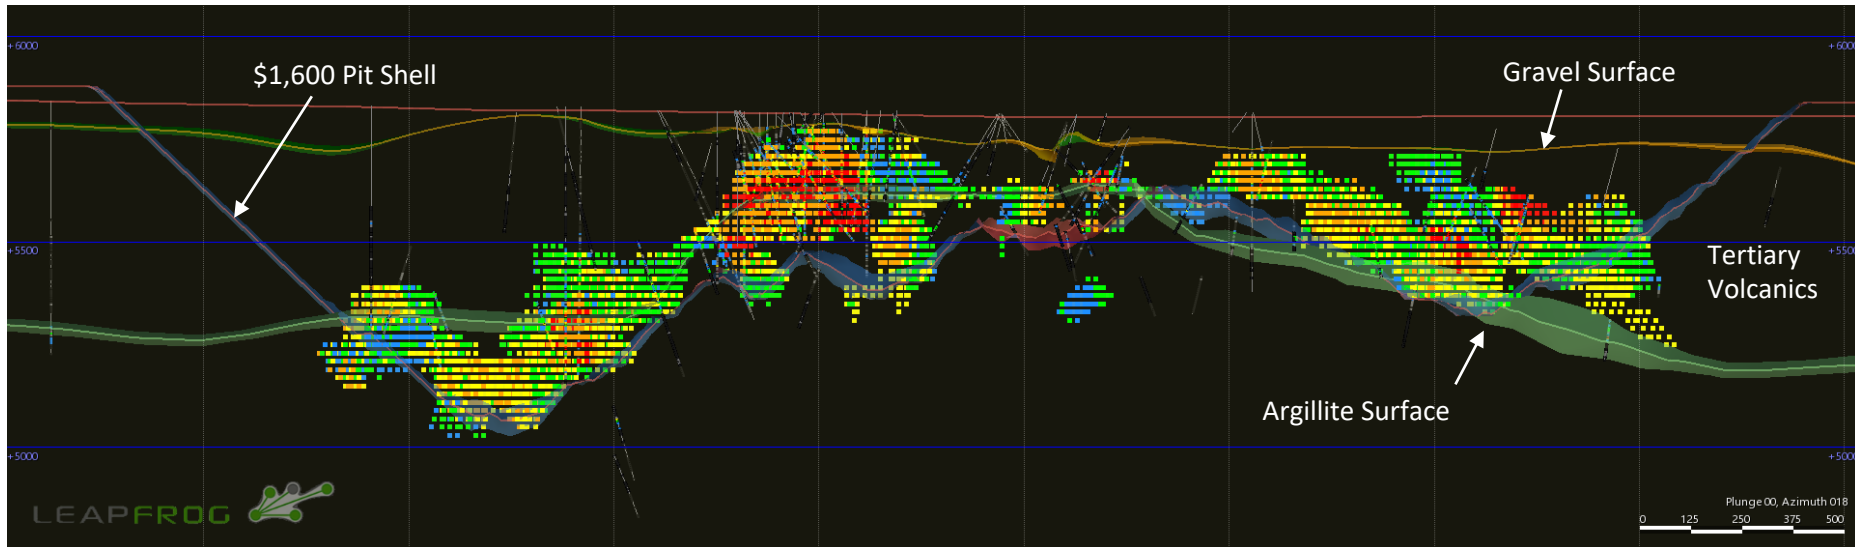 +6000
+6000
$1,600 Pit Shell
Gravel Surface
+5500
+5500
Tertiary
Volcanics
Argillite Surface
+5000
+5000
LEAPFROG
Plunge 00, Azimuth 018
0 125 250 375 500